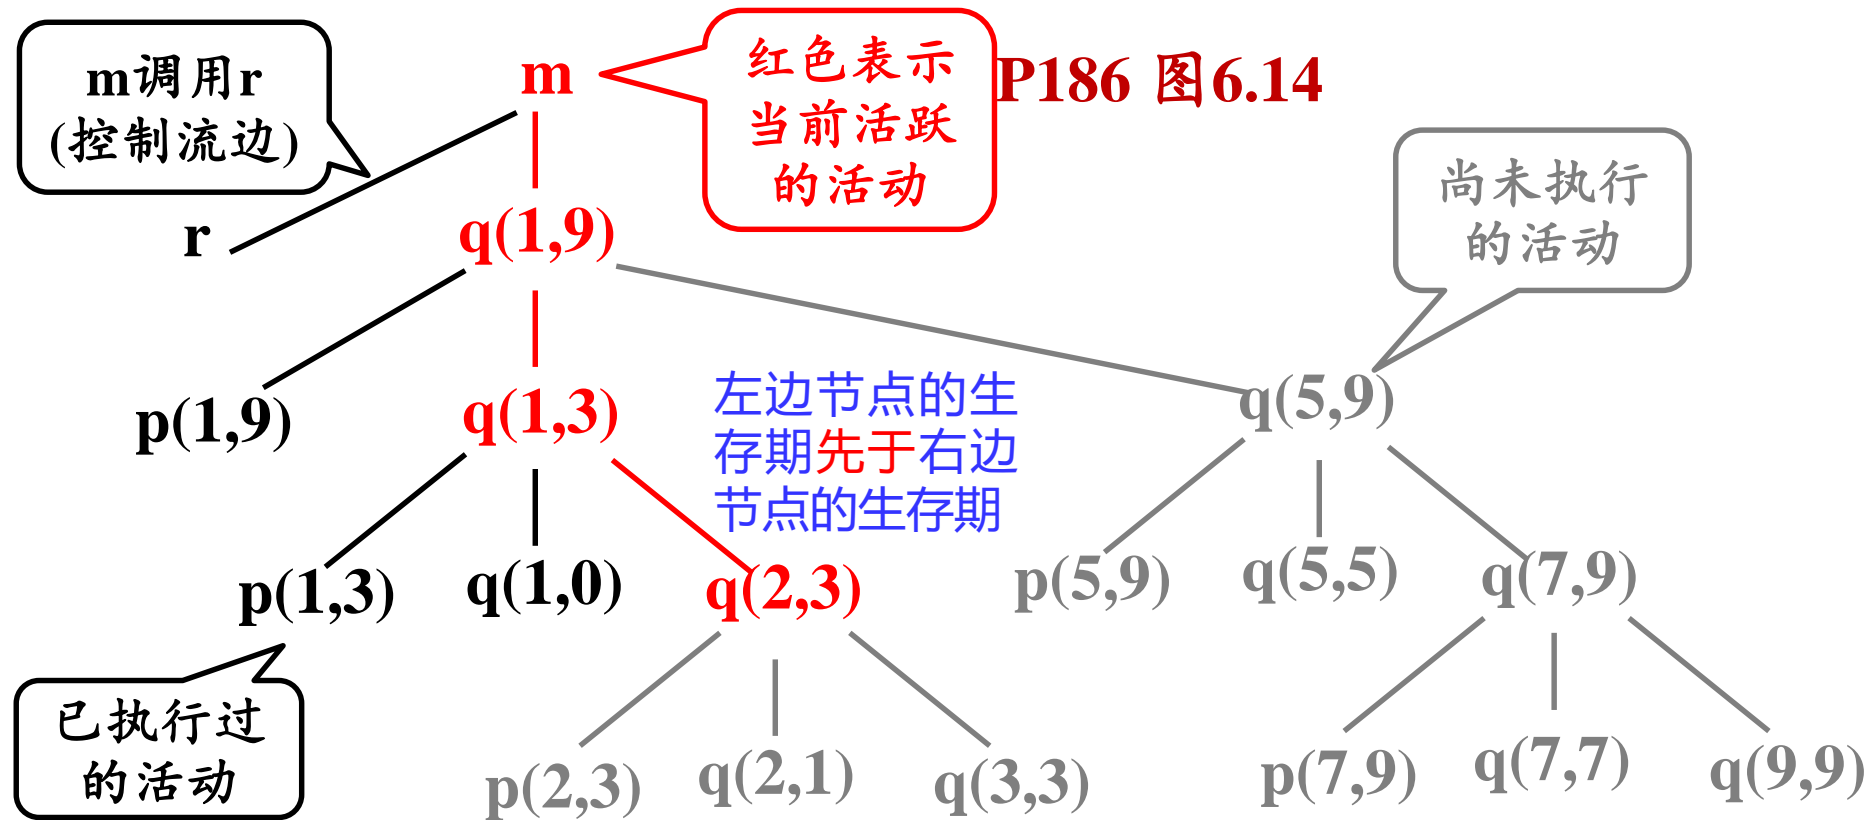 m调用r
(控制流边)
m
红色表示
当前活跃
的活动
P186 图6.14
尚未执行
的活动
r
q(1,9)
p(1,9)
q(1,3)
左边节点的生
存期先于右边
节点的生存期
q(5,9)
p(1,3)
q(1,0)
q(2,3)
p(5,9)
q(5,5)
q(7,9)
已执行过
的活动
p(2,3)
q(2,1)
q(3,3)
p(7,9)
q(7,7)
q(9,9)